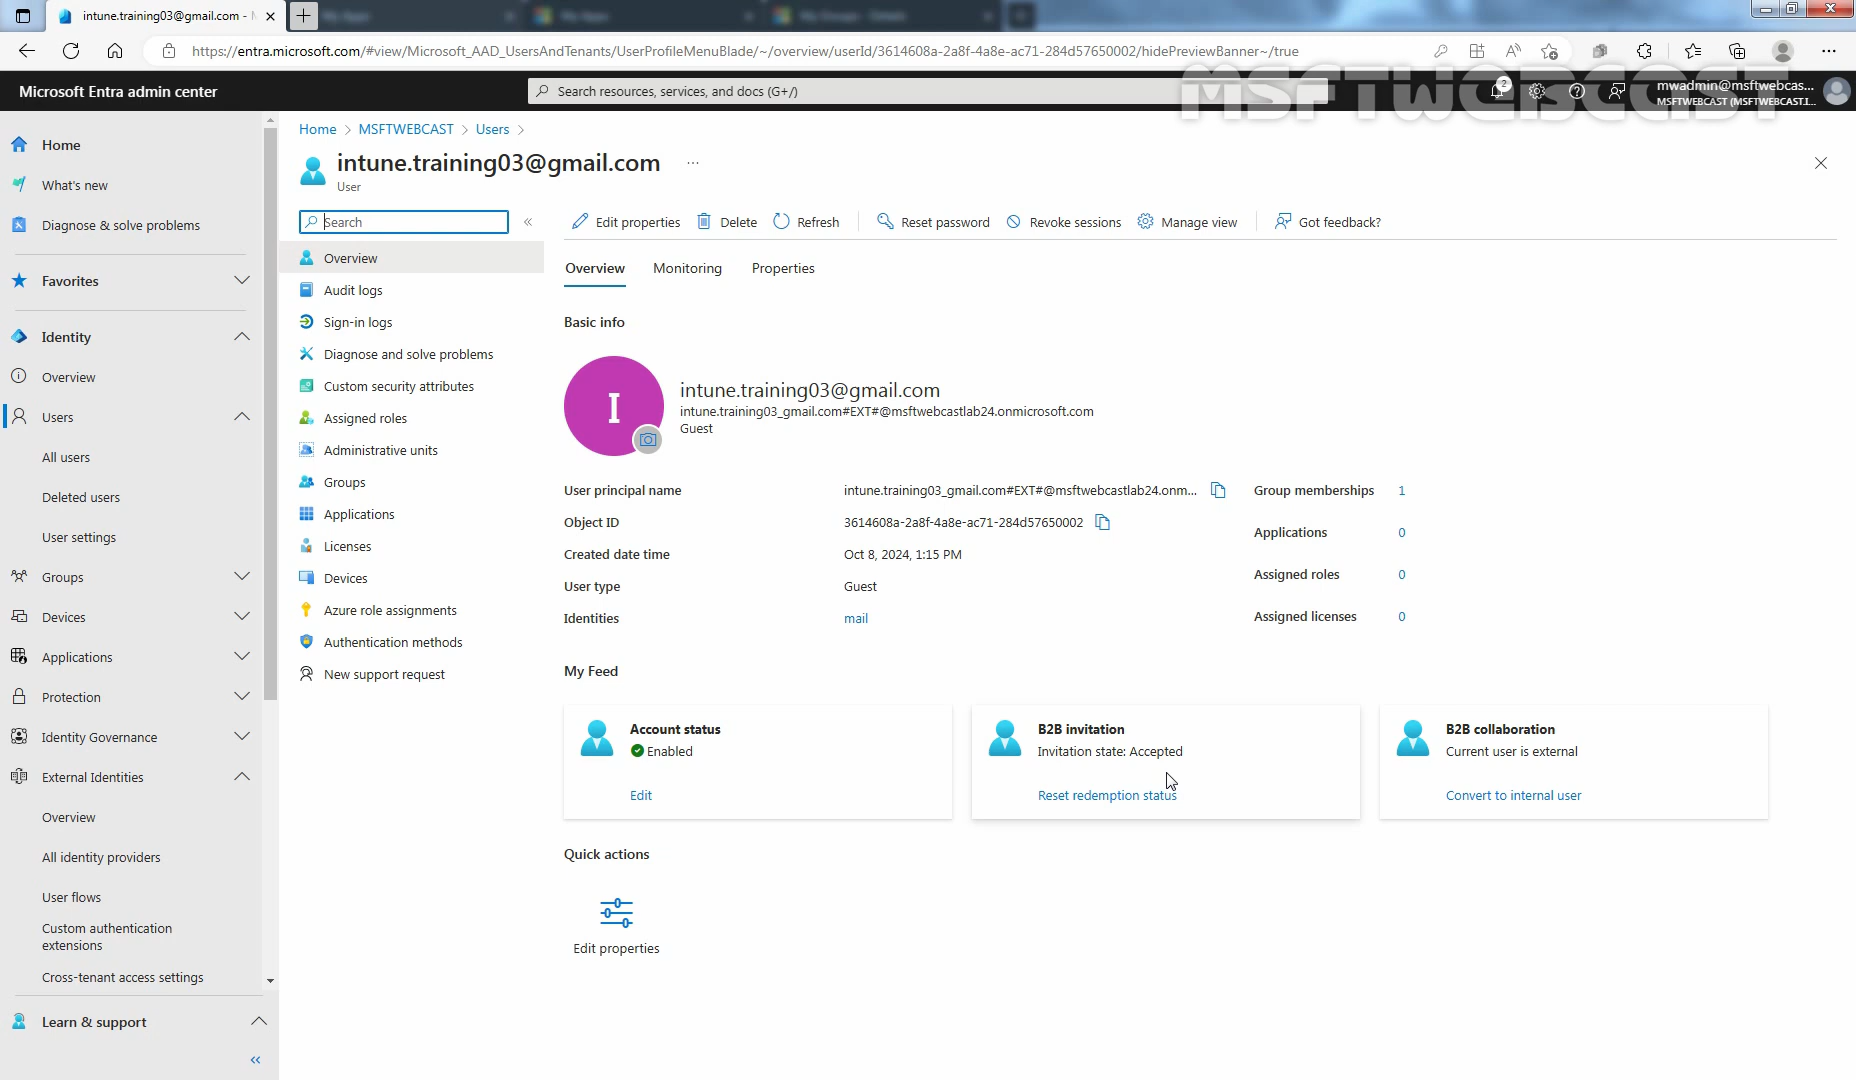 intune.training03@gmail.com -
My Apps
My Apps
My Groups - Details
https://entra.microsoft.com/#view/Microsoft_AAD_UsersAndTenants/UserProfileMenuBlade/~/overview/userId/3614608a-2a8f-4a8e-ac71-284d57650002/hidePreviewBanner~/true
MSFTWEBCAST
Microsoft Entra admin center
Search resources, services, and docs (G+/)
2
mwadmin@msftwebcas...
MSFTWEBCAST (MSFTWEBCAST.I...
Home
What's new
Diagnose & solve problems
Favorites
Identity
Overview
Users
All users
Deleted users
User settings
Groups
Devices
Applications
Protection
Identity Governance
External Identities
Overview
All identity providers
User flows
Custom authentication
extensions
Cross-tenant access settings
Learn & support
Home > MSFTWEBCAST > Users >
intune.training03@gmail.com ...
User
Search
Overview
Audit logs
Sign-in logs
Diagnose and solve problems
Custom security attributes
Assigned roles
Administrative units
Groups
Applications
Licenses
Devices
Azure role assignments
Authentication methods
New support request
Edit properties Delete Refresh Reset password Revoke sessions Manage view Got feedback?
Overview Monitoring Properties
Basic info
I
intune.training03@gmail.com
intune.training03_gmail.com#EXT#@msftwebcastlab24.onmicrosoft.com
Guest
User principal name intune.training03_gmail.com#EXT#@msftwebcastlab24.onm...
Object ID 3614608a-2a8f-4a8e-ac71-284d57650002
Created date time Oct 8, 2024, 1:15 PM
User type Guest
Identities mail
Group memberships 1
Applications 0
Assigned roles 0
Assigned licenses 0
My Feed
Account status
Enabled
Edit
B2B invitation
Invitation state: Accepted
Reset redemption status
B2B collaboration
Current user is external
Convert to internal user
Quick actions
Edit properties